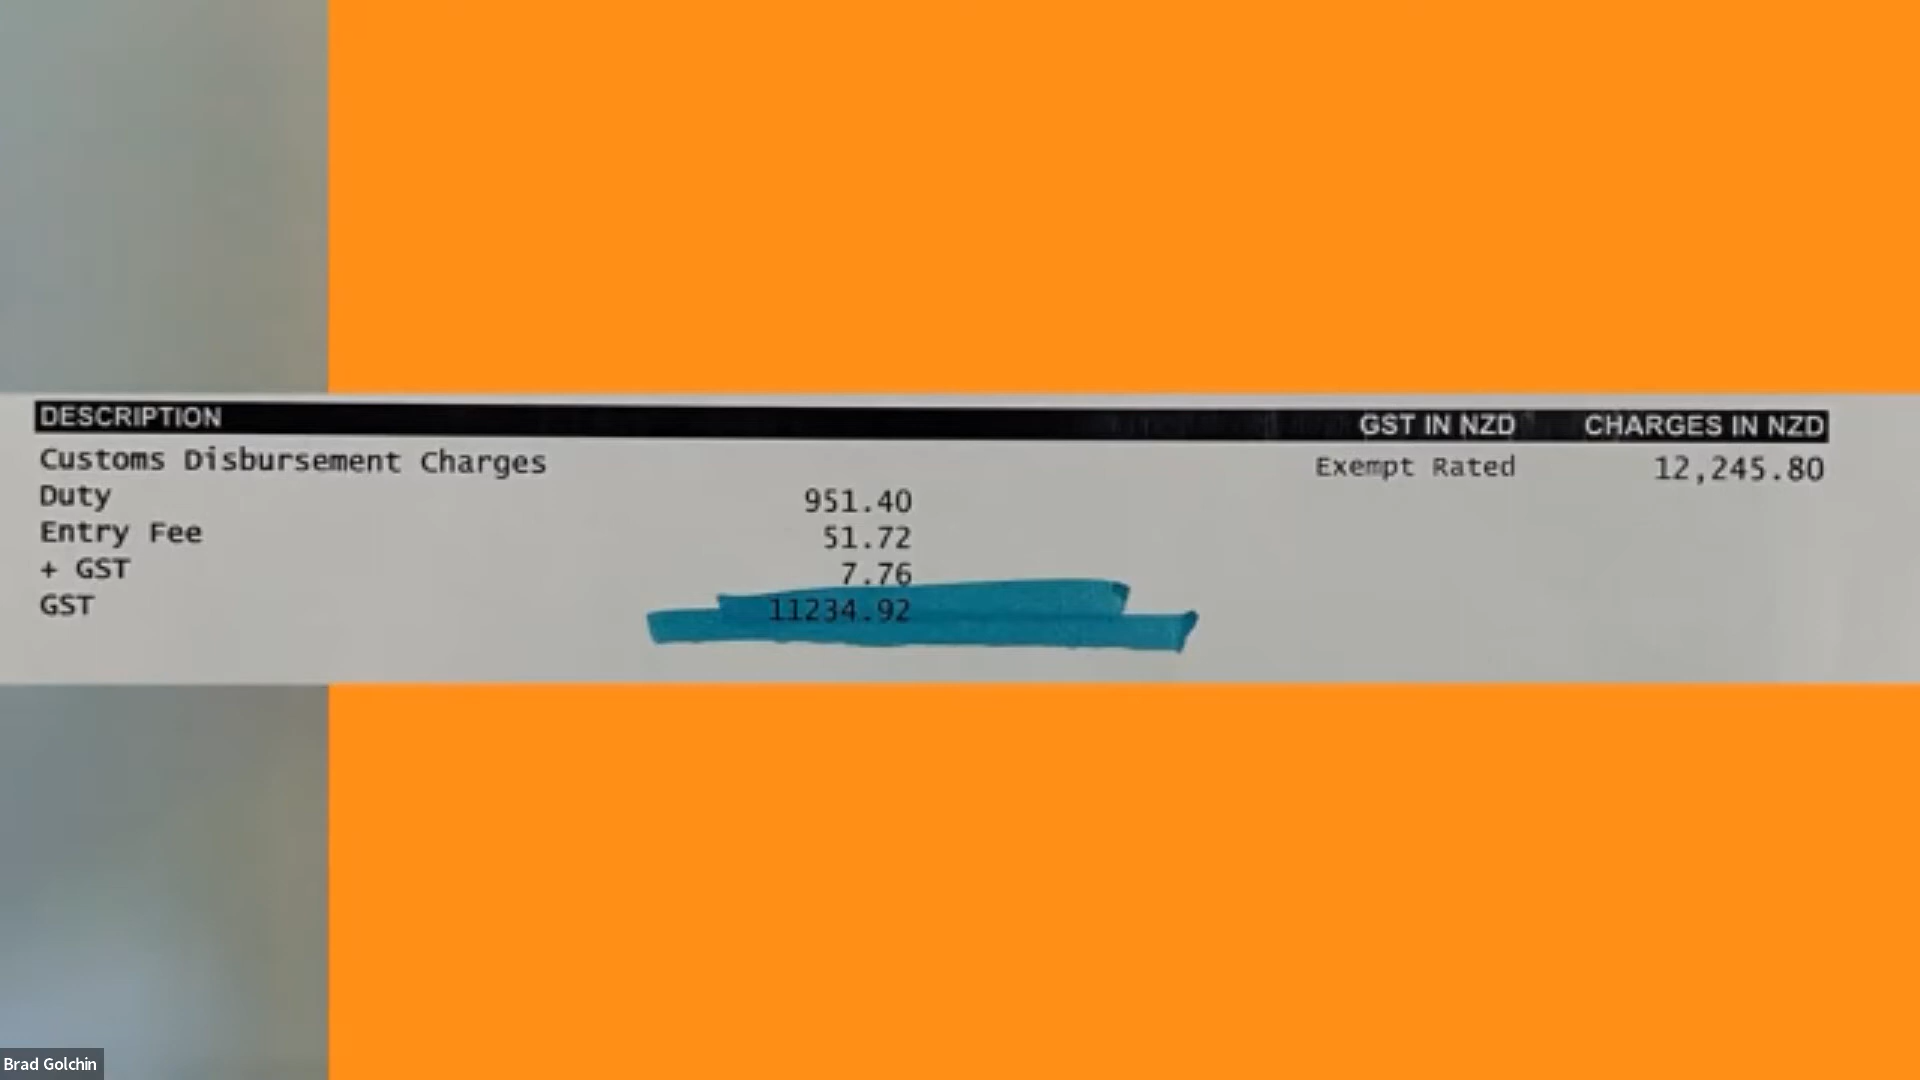 DESCRIPTION GST IN NZD CHARGES IN NZD
Customs Disbursement Charges Exempt Rated 12,245.80
Duty 951.40
Entry Fee 51.72
+ GST 7.76
GST 11234.92
Brad Golchin